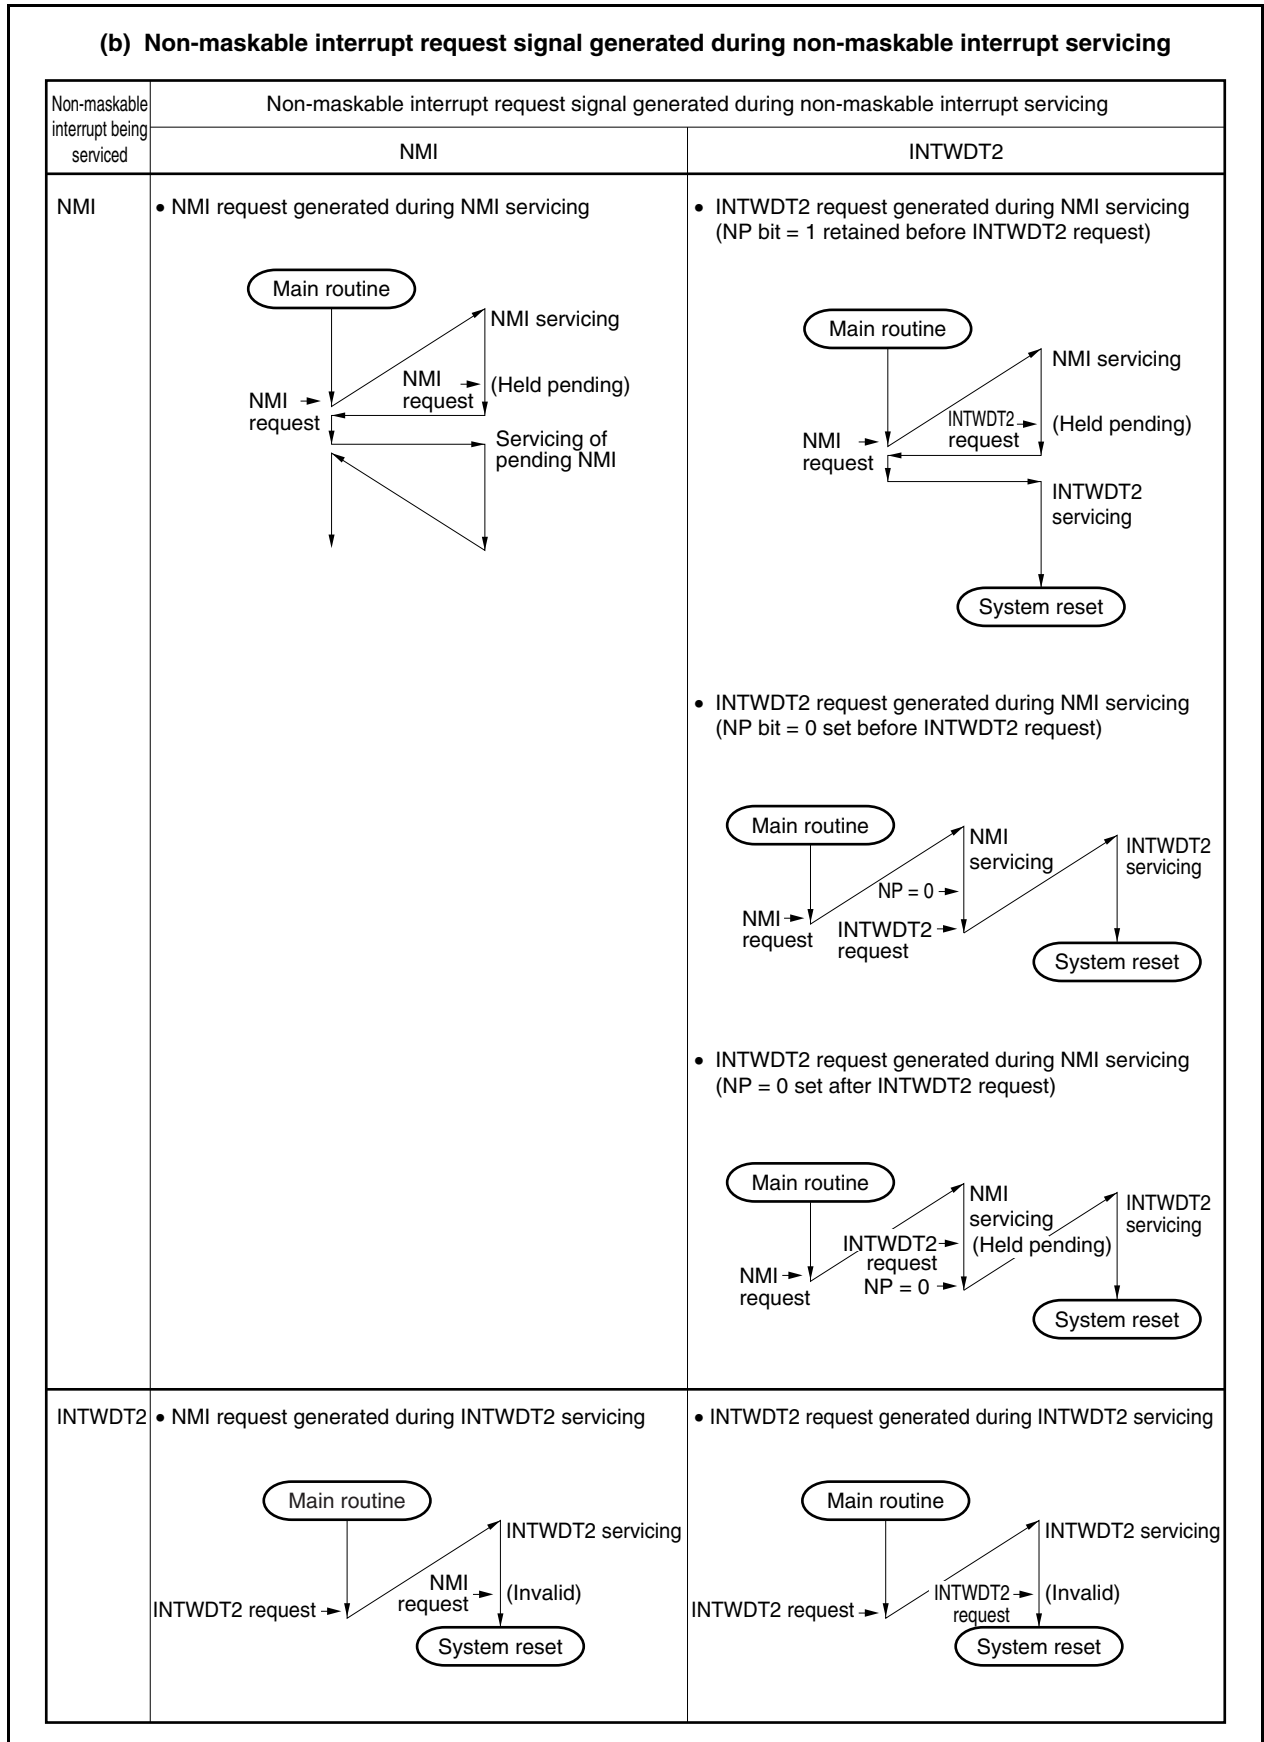 (b) Non-maskable interrupt request signal generated during non-maskable interrupt servicing
Non-maskable
interrupt being
serviced
Non-maskable interrupt request signal generated during non-maskable interrupt servicing
NMI
INTWDT2
NMI
• NMI request generated during NMI servicing
Main routine
NMI servicing
NMI
request
(Held pending)
NMI
request
Servicing of
pending NMI
• INTWDT2 request generated during NMI servicing
(NP bit = 1 retained before INTWDT2 request)
Main routine
NMI servicing
INTWDT2
request
(Held pending)
NMI
request
INTWDT2
servicing
System reset
• INTWDT2 request generated during NMI servicing
(NP bit = 0 set before INTWDT2 request)
Main routine
NMI
servicing
INTWDT2
servicing
NP = 0
NMI
request
INTWDT2
request
System reset
• INTWDT2 request generated during NMI servicing
(NP = 0 set after INTWDT2 request)
Main routine
NMI
servicing
(Held pending)
INTWDT2
servicing
INTWDT2
request
NMI
request
NP = 0
System reset
INTWDT2
• NMI request generated during INTWDT2 servicing
Main routine
INTWDT2 servicing
NMI
request
(Invalid)
INTWDT2 request
System reset
• INTWDT2 request generated during INTWDT2 servicing
Main routine
INTWDT2 servicing
INTWDT2
request
(Invalid)
INTWDT2 request
System reset